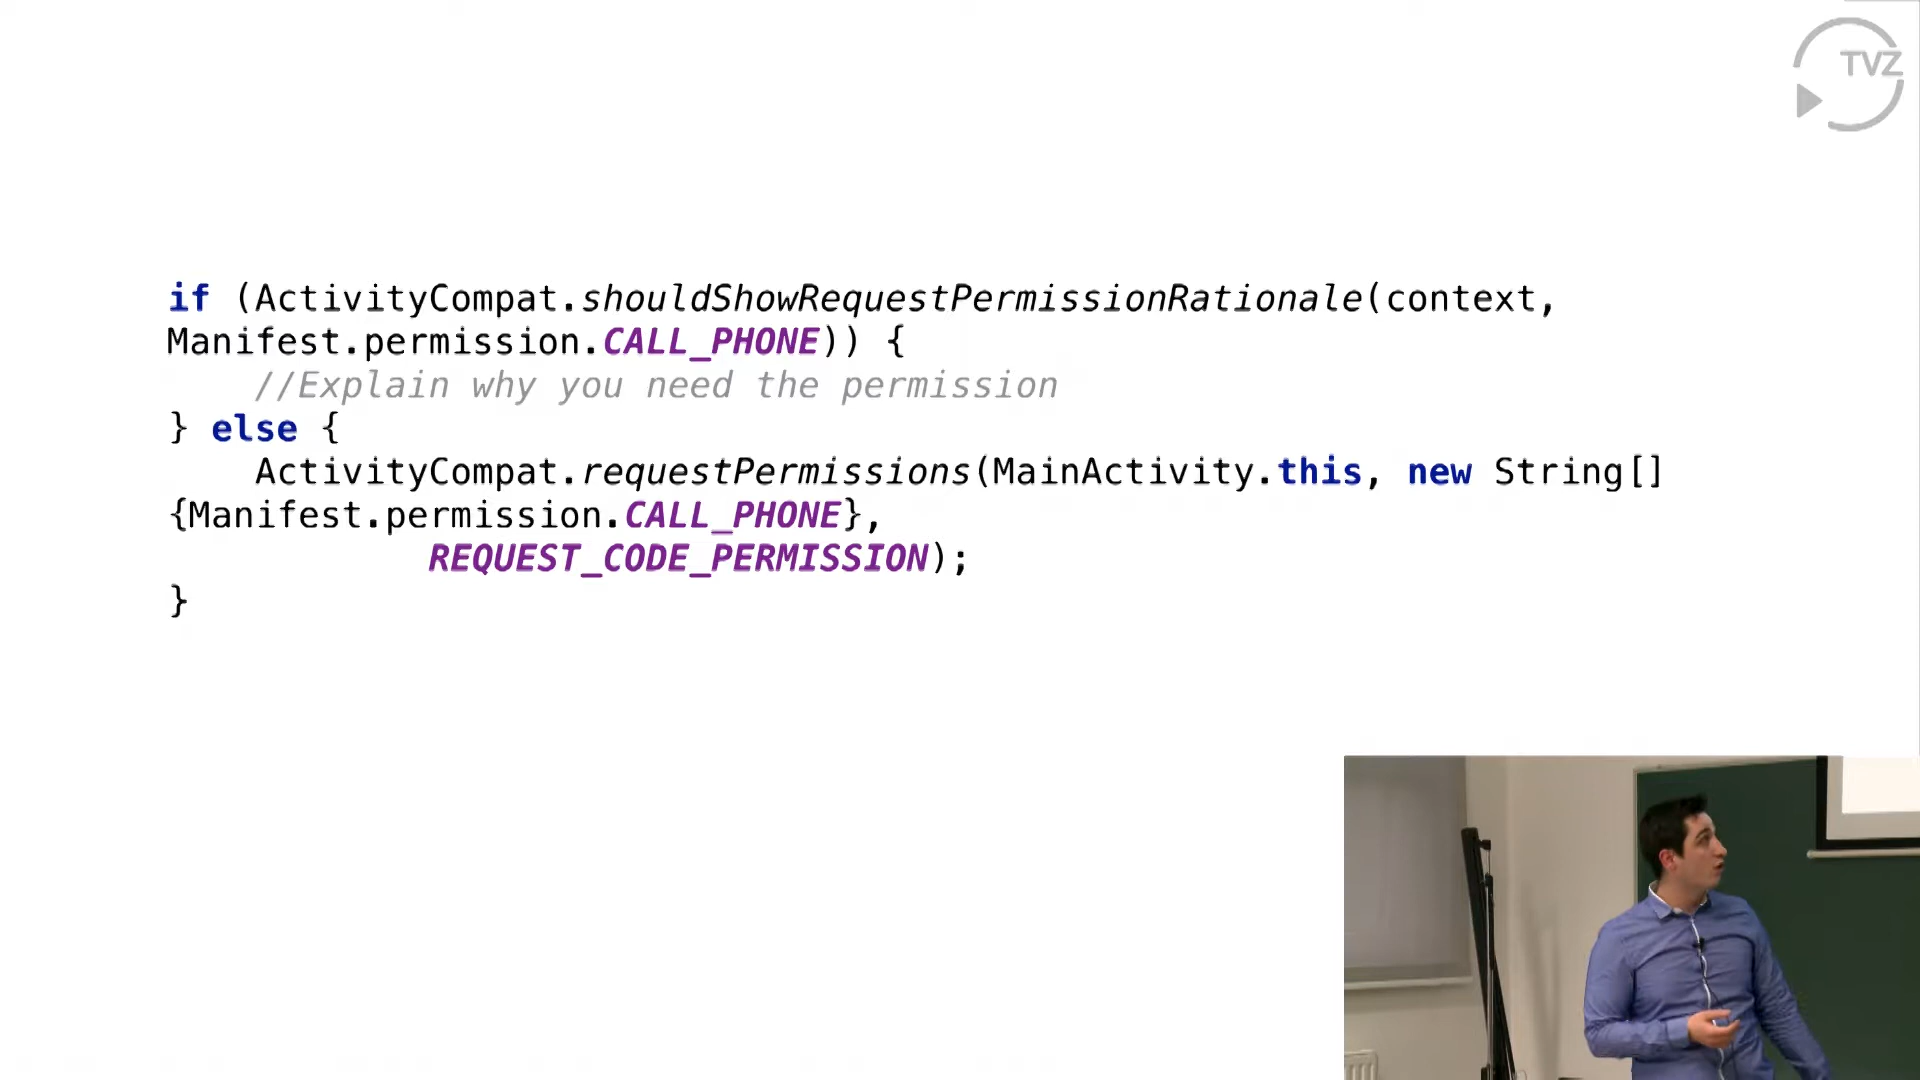 TVZ
if (ActivityCompat.shouldShowRequestPermissionRationale(context,
Manifest.permission.CALL_PHONE)) {
//Explain why you need the permission
} else {
ActivityCompat.requestPermissions(MainActivity.this, new String[]
{Manifest.permission.CALL_PHONE},
REQUEST_CODE_PERMISSION);
}